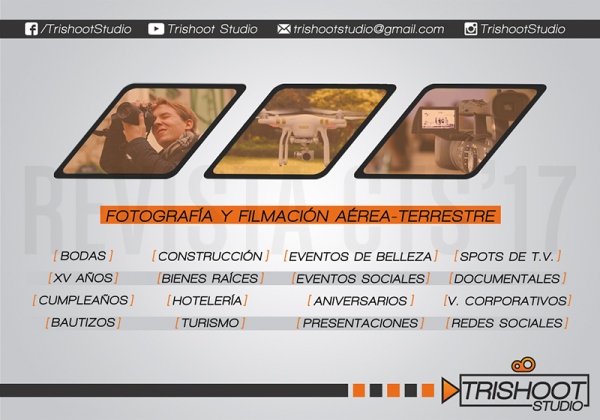 /TrishootStudio Trishoot Studio trishootstudio@gmail.com TrishootStudio
REVISTA CTS'17
FOTOGRAFÍA Y FILMACIÓN AÉREA-TERRESTRE
[BODAS] [CONSTRUCCIÓN] [EVENTOS DE BELLEZA] [SPOTS DE T.V.]
[XV AÑOS] [BIENES RAÍCES] [EVENTOS SOCIALES] [DOCUMENTALES]
[CUMPLEAÑOS] [HOTELERÍA] [ANIVERSARIOS] [V. CORPORATIVOS]
[BAUTIZOS] [TURISMO] [PRESENTACIONES] [REDES SOCIALES]
TRISHOOT
STUDIO